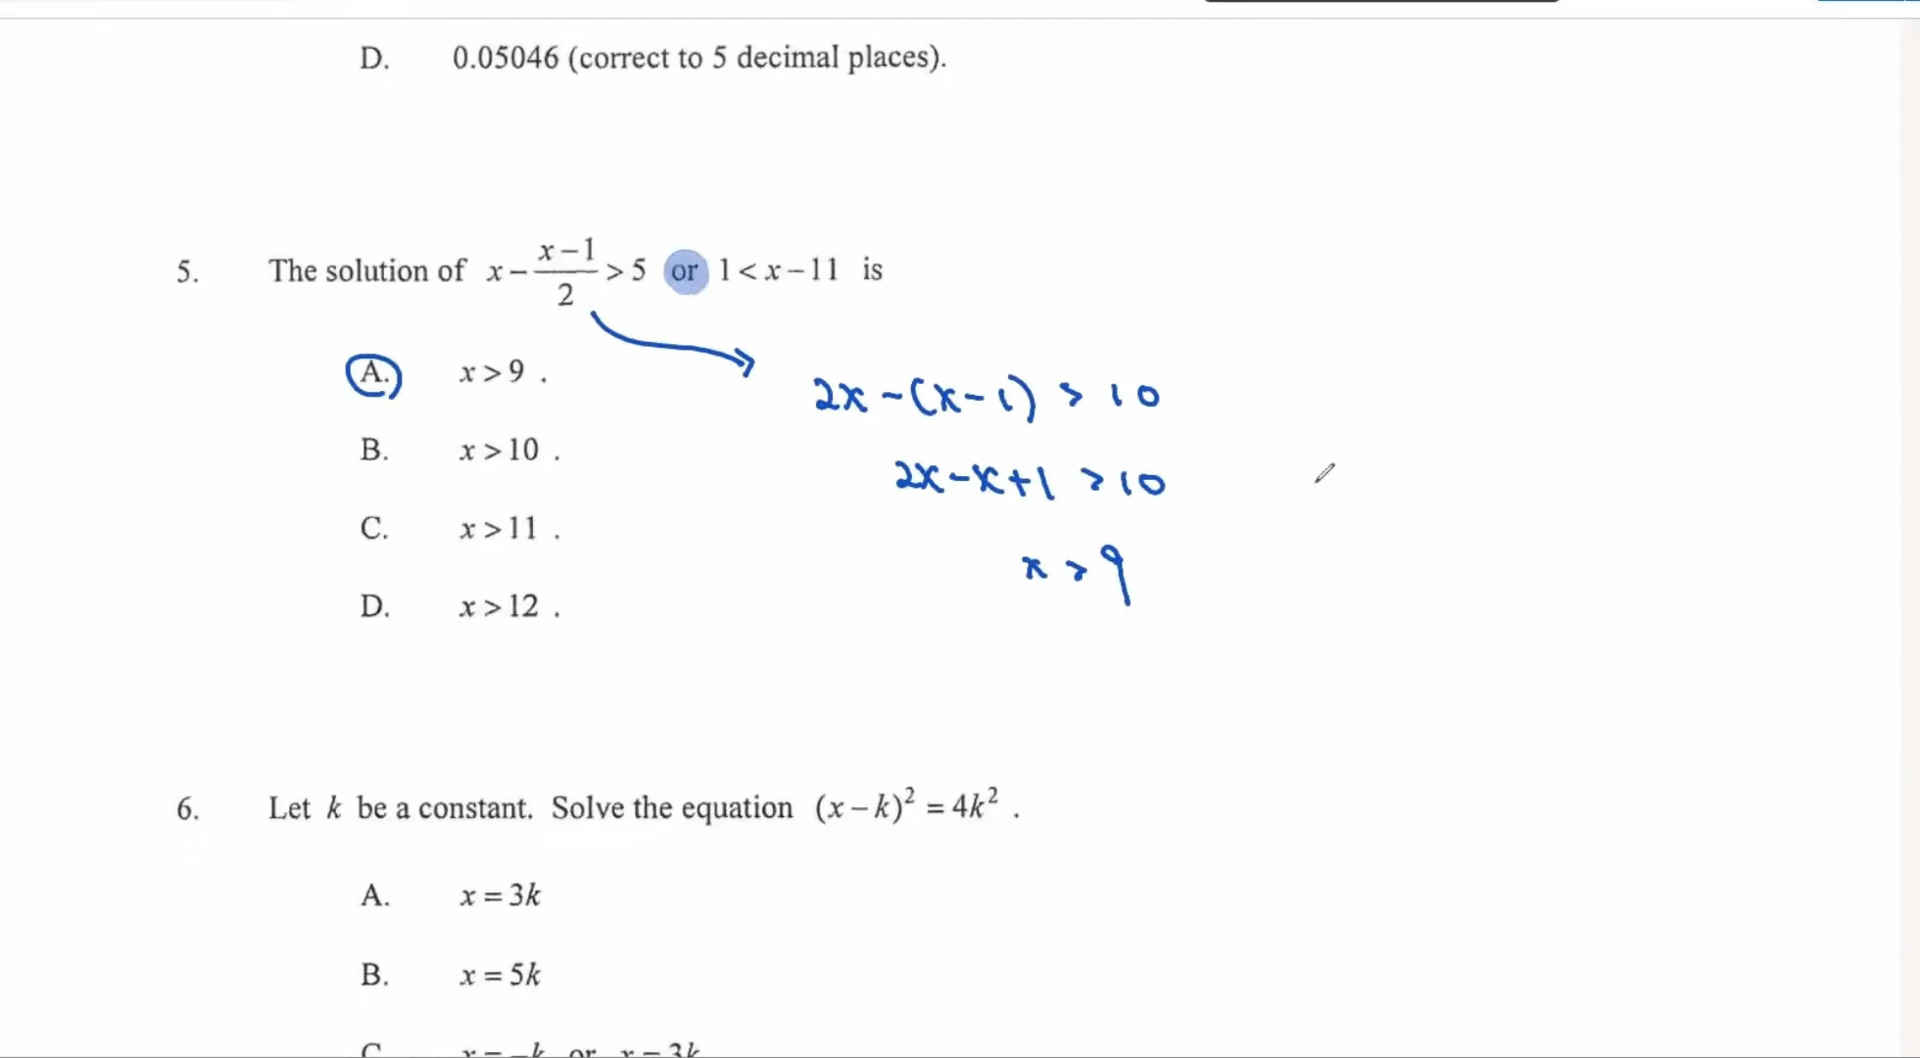 D. 0.05046 (correct to 5 decimal places).
5. The solution of x − (x−1)/2 > 5 or 1 < x − 11 is
A. x > 9 .
2x − (x − 1) > 10
B. x > 10 .
2x − x + 1 > 10
C. x > 11 .
x > 9
D. x > 12 .
6. Let k be a constant. Solve the equation (x − k)² = 4k² .
A. x = 3k
B. x = 5k
C x = −k or x = 3k